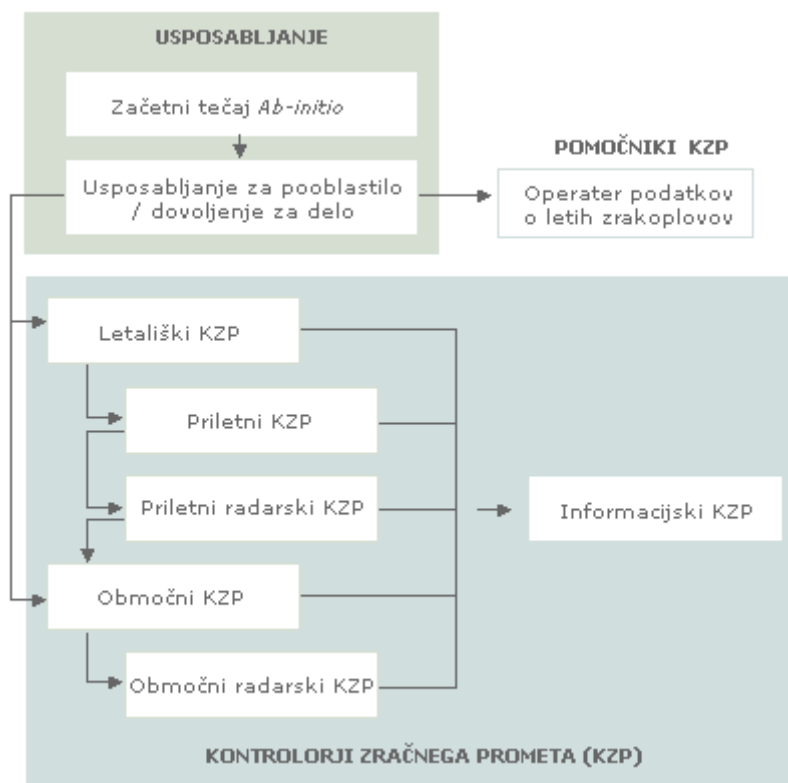 USPOSABLJANJE
Začetni tečaj Ab-initio
Usposabljanje za pooblastilo
/ dovoljenje za delo
POMOČNIKI KZP
Operater podatkov
o letih zrakoplovov
Letališki KZP
Priletni KZP
Priletni radarski KZP
Informacijski KZP
Območni KZP
Območni radarski KZP
KONTROLORJI ZRAČNEGA PROMETA (KZP)